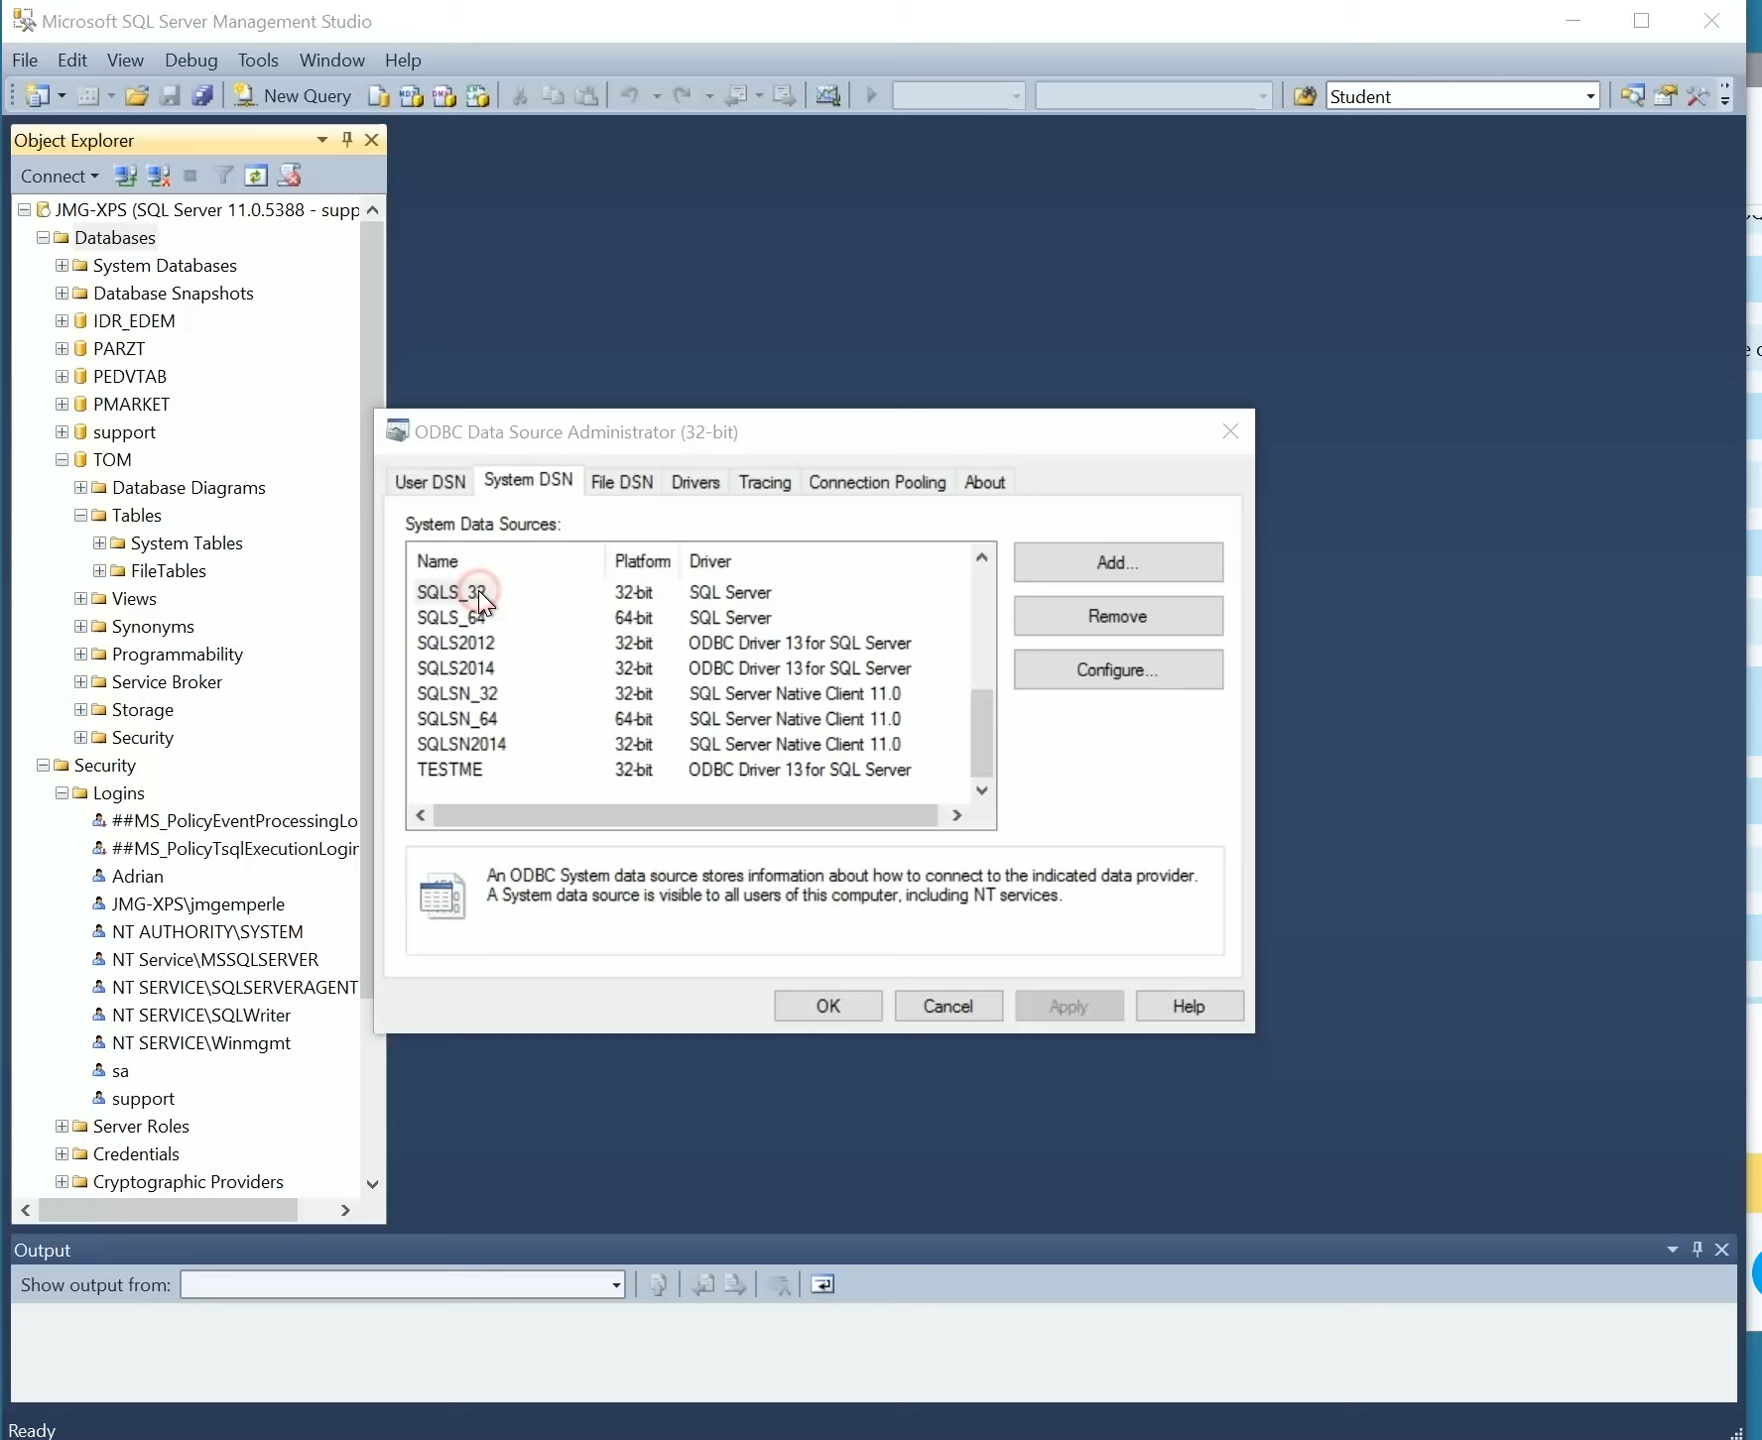 Microsoft SQL Server Management Studio
File Edit View Debug Tools Window Help
New Query
Student
Object Explorer
Connect
JMG-XPS (SQL Server 11.0.5388 - supp
Databases
System Databases
Database Snapshots
IDR_EDEM
PARZT
PEDVTAB
PMARKET
support
TOM
Database Diagrams
Tables
System Tables
FileTables
Views
Synonyms
Programmability
Service Broker
Storage
Security
Security
Logins
##MS_PolicyEventProcessingLo
##MS_PolicyTsqlExecutionLogin
Adrian
JMG-XPS\jmgemperle
NT AUTHORITY\SYSTEM
NT Service\MSSQLSERVER
NT SERVICE\SQLSERVERAGENT
NT SERVICE\SQLWriter
NT SERVICE\Winmgmt
sa
support
Server Roles
Credentials
Cryptographic Providers
ODBC Data Source Administrator (32-bit)
User DSN System DSN File DSN Drivers Tracing Connection Pooling About
System Data Sources:
Name Platform Driver
SQLS_32 32-bit SQL Server
SQLS_64 64-bit SQL Server
SQLS2012 32-bit ODBC Driver 13 for SQL Server
SQLS2014 32-bit ODBC Driver 13 for SQL Server
SQLSN_32 32-bit SQL Server Native Client 11.0
SQLSN_64 64-bit SQL Server Native Client 11.0
SQLSN2014 32-bit SQL Server Native Client 11.0
TESTME 32-bit ODBC Driver 13 for SQL Server
Add...
Remove
Configure...
An ODBC System data source stores information about how to connect to the indicated data provider.
A System data source is visible to all users of this computer, including NT services.
OK Cancel Apply Help
Output
Show output from:
Ready